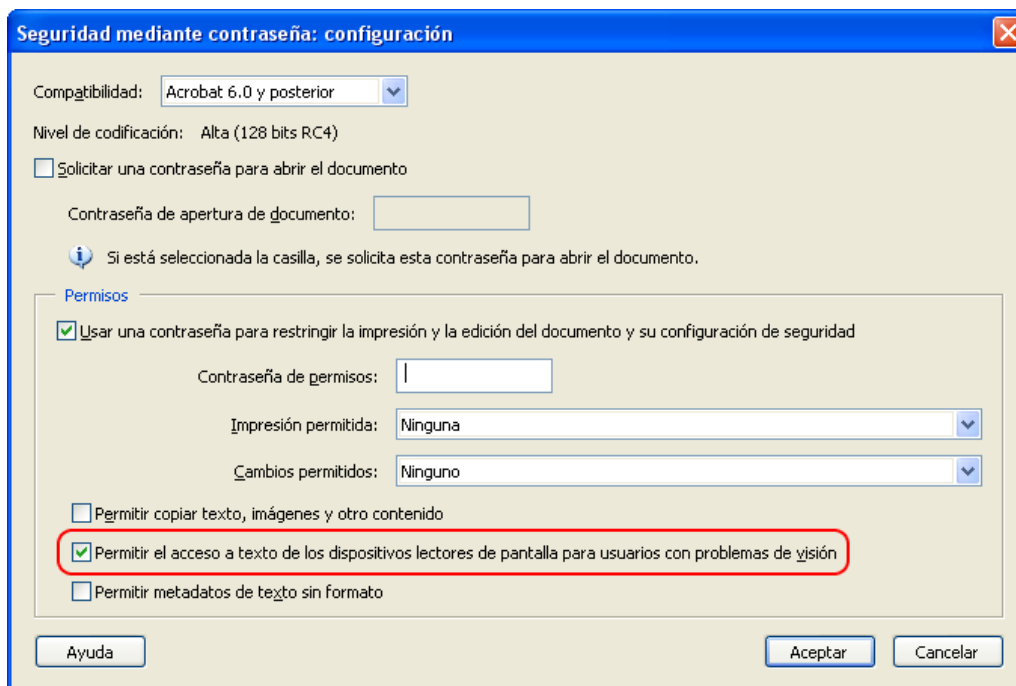 Seguridad mediante contraseña: configuración
Compatibilidad: Acrobat 6.0 y posterior
Nivel de codificación: Alta (128 bits RC4)
Solicitar una contraseña para abrir el documento
Contraseña de apertura de documento:
Si está seleccionada la casilla, se solicita esta contraseña para abrir el documento.
Permisos
Usar una contraseña para restringir la impresión y la edición del documento y su configuración de seguridad
Contraseña de permisos:
Impresión permitida: Ninguna
Cambios permitidos: Ninguno
Permitir copiar texto, imágenes y otro contenido
Permitir el acceso a texto de los dispositivos lectores de pantalla para usuarios con problemas de visión
Permitir metadatos de texto sin formato
Ayuda Aceptar Cancelar